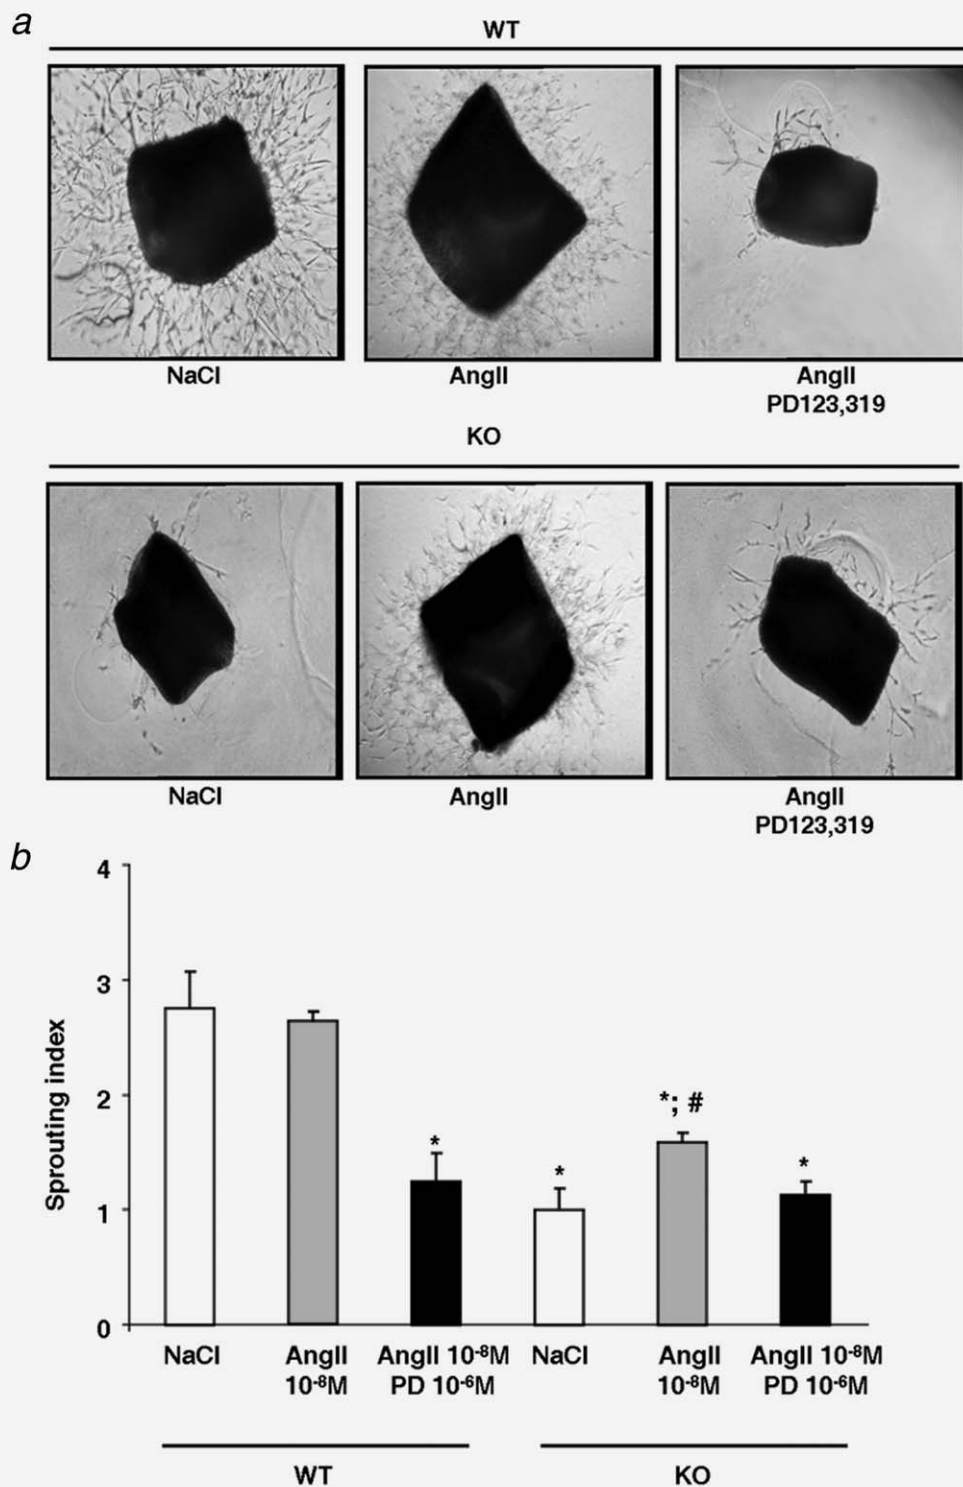 a
WT
NaCl
AngII
AngII
PD123,319
KO
NaCl
AngII
AngII
PD123,319
b
4
3
2
1
0
Sprouting index
*
*
*; #
*
NaCl
AngII
10⁻⁸M
AngII 10⁻⁸M
PD 10⁻⁶M
NaCl
AngII
10⁻⁸M
AngII 10⁻⁸M
PD 10⁻⁶M
WT
KO